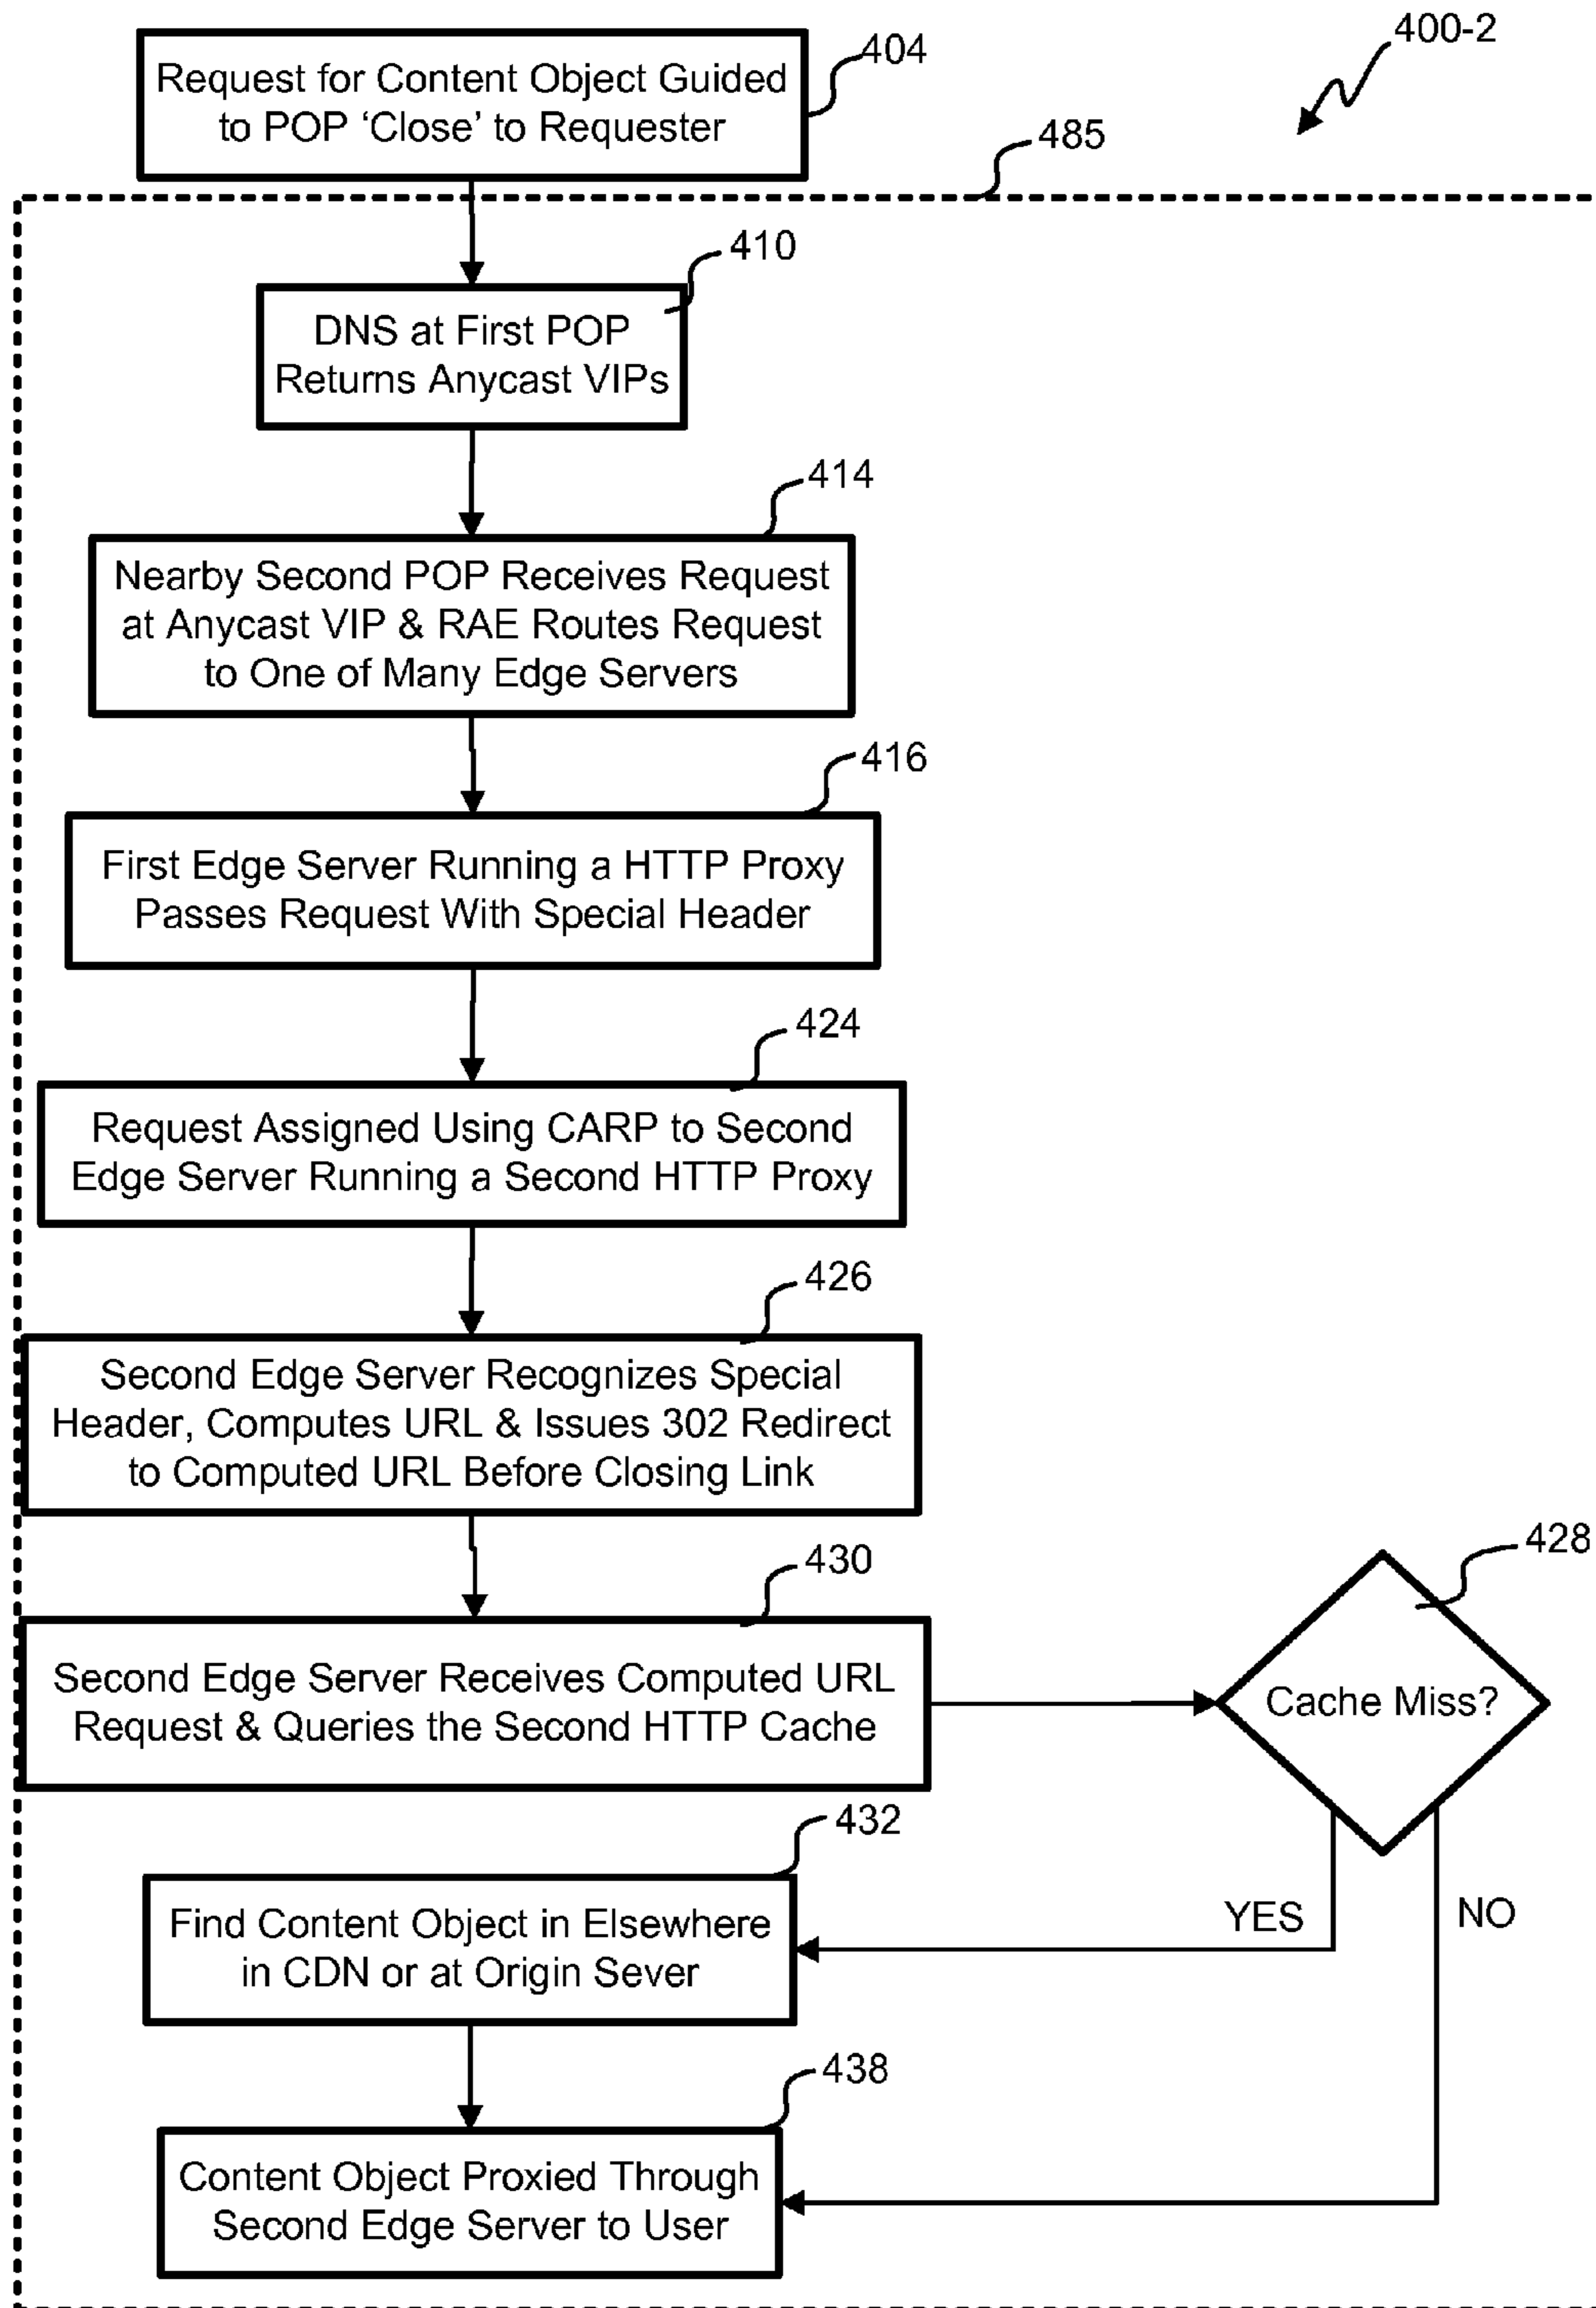 400-2
404
Request for Content Object Guided
to POP ‘Close’ to Requester
485
410
DNS at First POP
Returns Anycast VIPs
414
Nearby Second POP Receives Request
at Anycast VIP & RAE Routes Request
to One of Many Edge Servers
416
First Edge Server Running a HTTP Proxy
Passes Request With Special Header
424
Request Assigned Using CARP to Second
Edge Server Running a Second HTTP Proxy
426
Second Edge Server Recognizes Special
Header, Computes URL & Issues 302 Redirect
to Computed URL Before Closing Link
430
Second Edge Server Receives Computed URL
Request & Queries the Second HTTP Cache
428
Cache Miss?
YES
NO
432
Find Content Object in Elsewhere
in CDN or at Origin Sever
438
Content Object Proxied Through
Second Edge Server to User